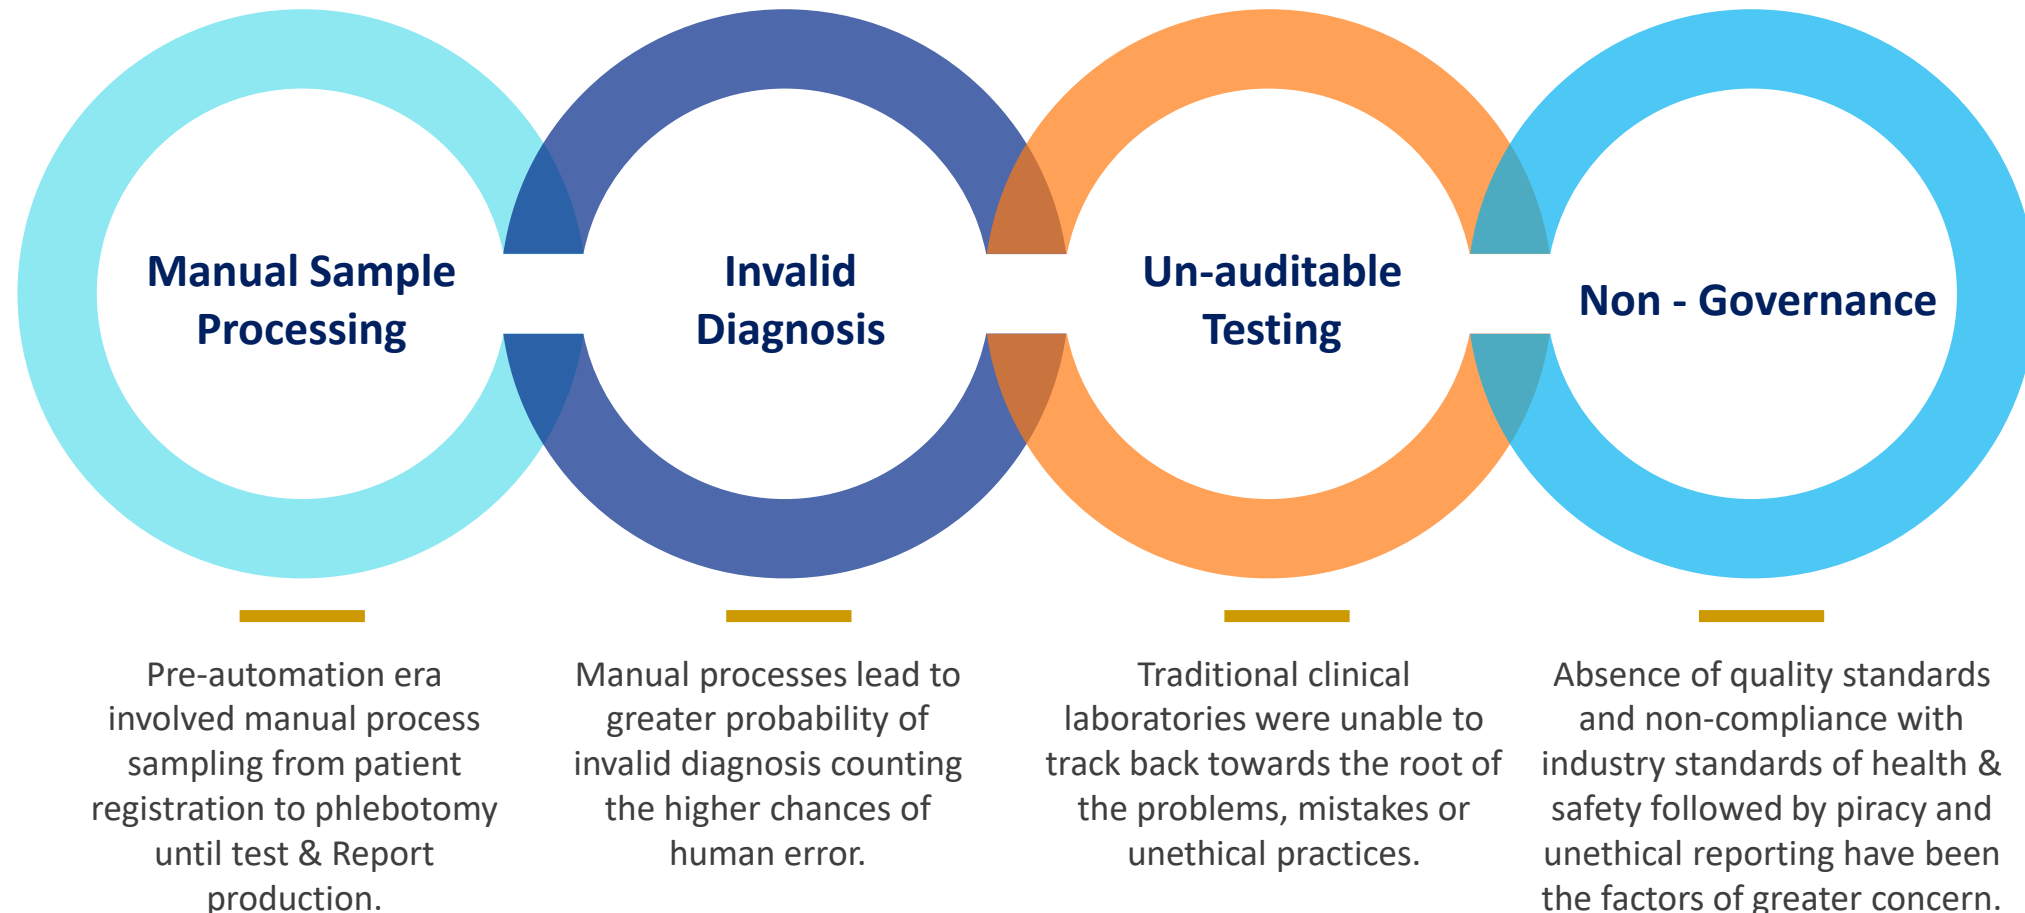 Manual Sample
Processing
Invalid
Diagnosis
Un-auditable
Testing
Non - Governance
Pre-automation era
involved manual process
sampling from patient
registration to phlebotomy
until test & Report
production.
Manual processes lead to
greater probability of
invalid diagnosis counting
the higher chances of
human error.
Traditional clinical
laboratories were unable to
track back towards the root of
the problems, mistakes or
unethical practices.
Absence of quality standards
and non-compliance with
industry standards of health &
safety followed by piracy and
unethical reporting have been
the factors of greater concern.